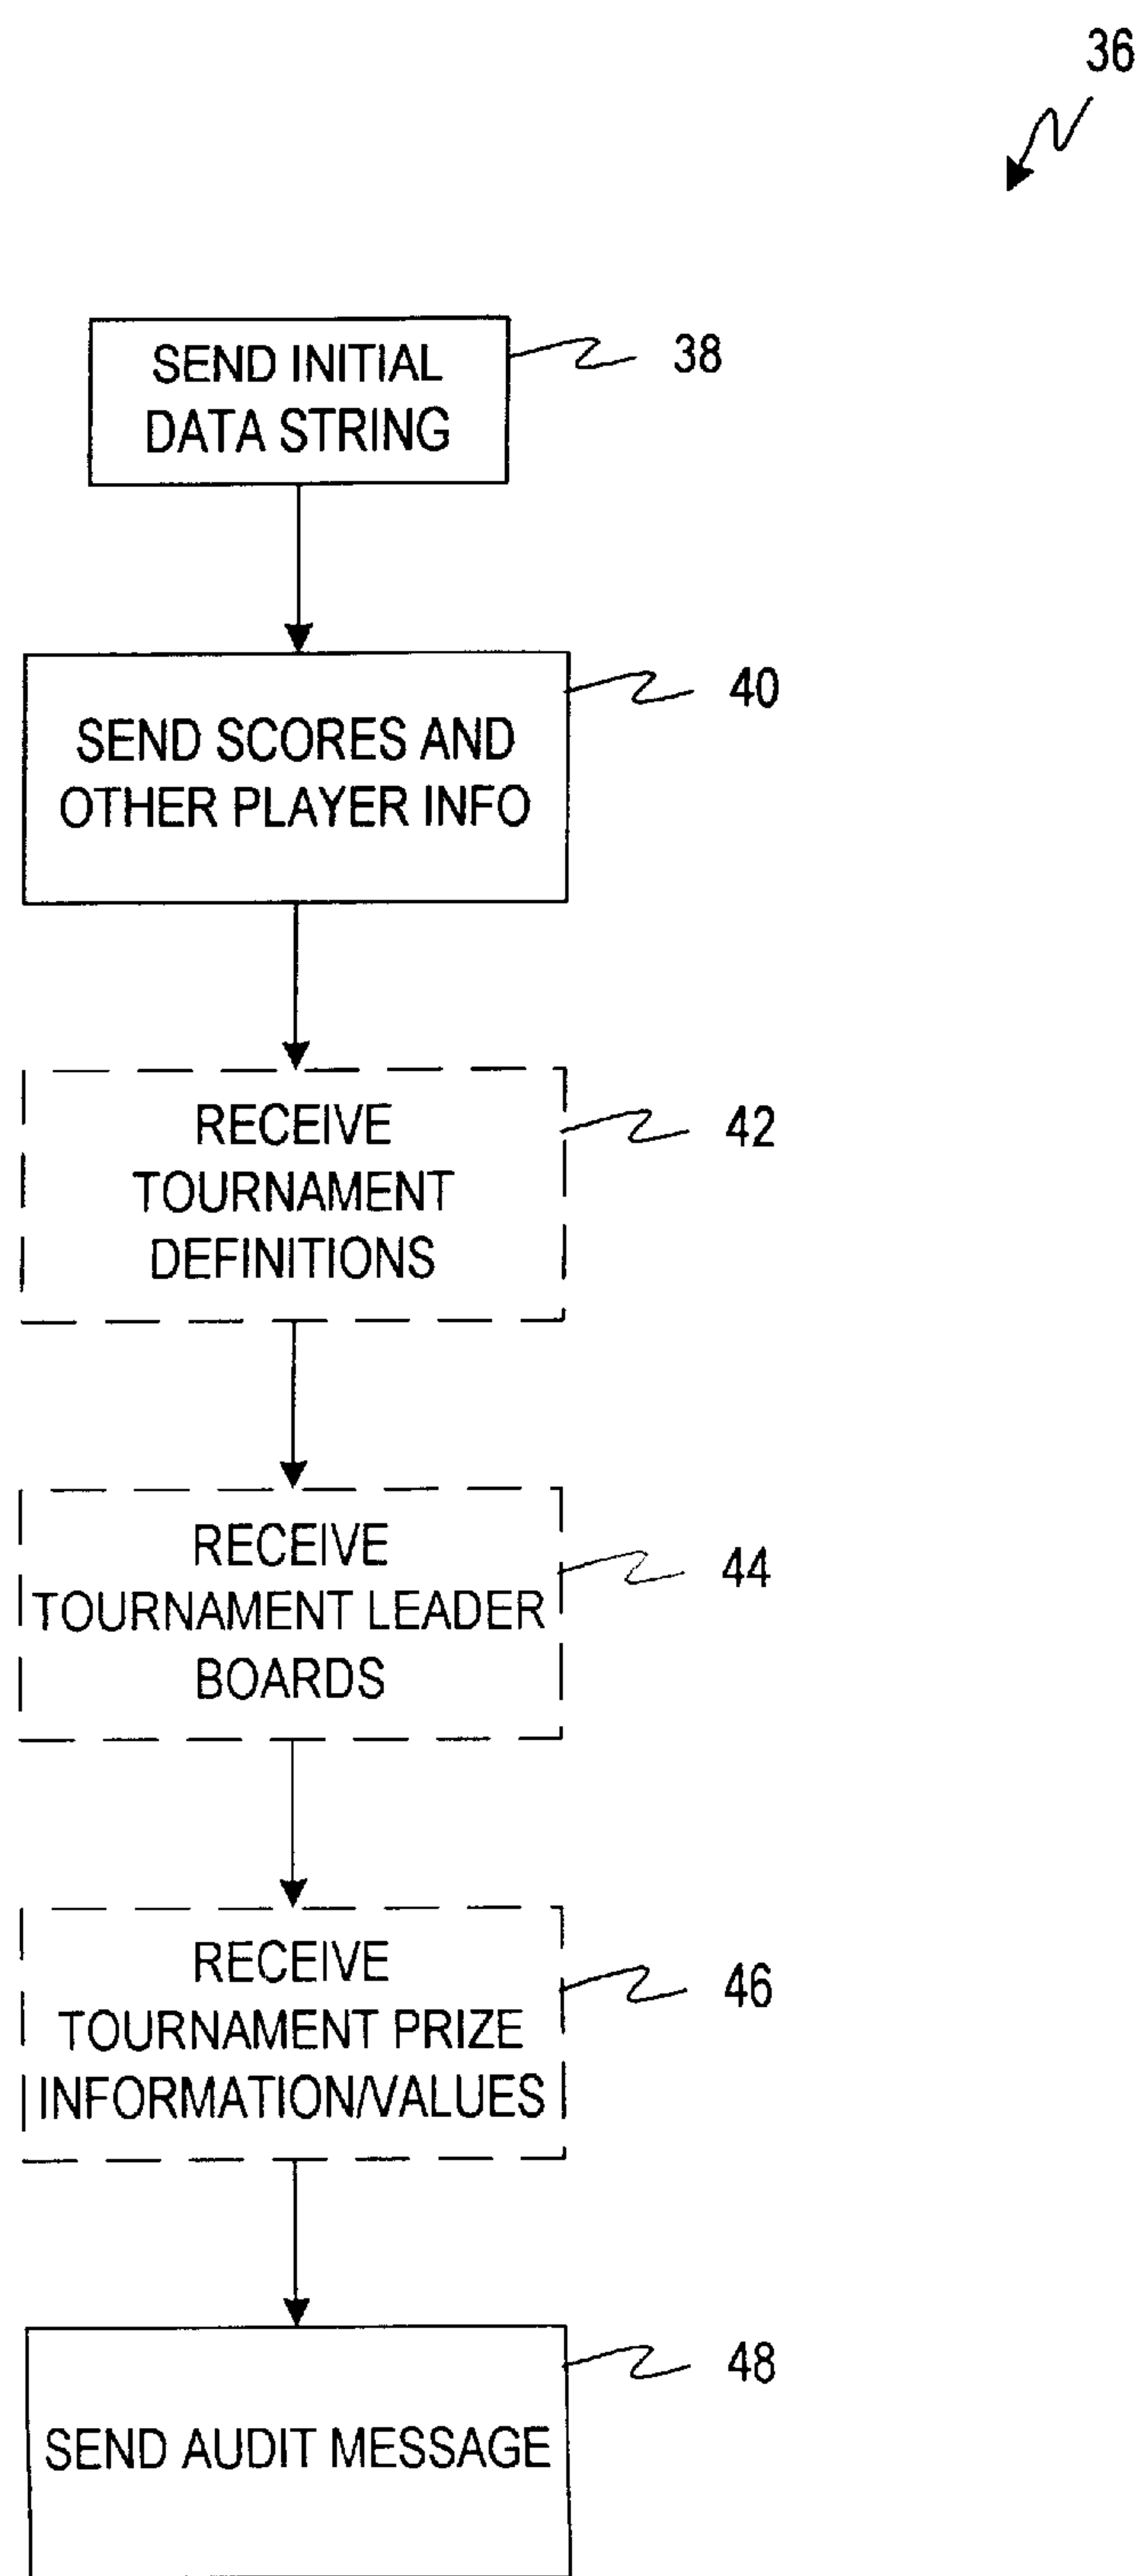 36
SEND INITIAL
DATA STRING
38
SEND SCORES AND
OTHER PLAYER INFO
40
RECEIVE
TOURNAMENT
DEFINITIONS
42
RECEIVE
TOURNAMENT LEADER
BOARDS
44
RECEIVE
TOURNAMENT PRIZE
INFORMATION/VALUES
46
SEND AUDIT MESSAGE
48